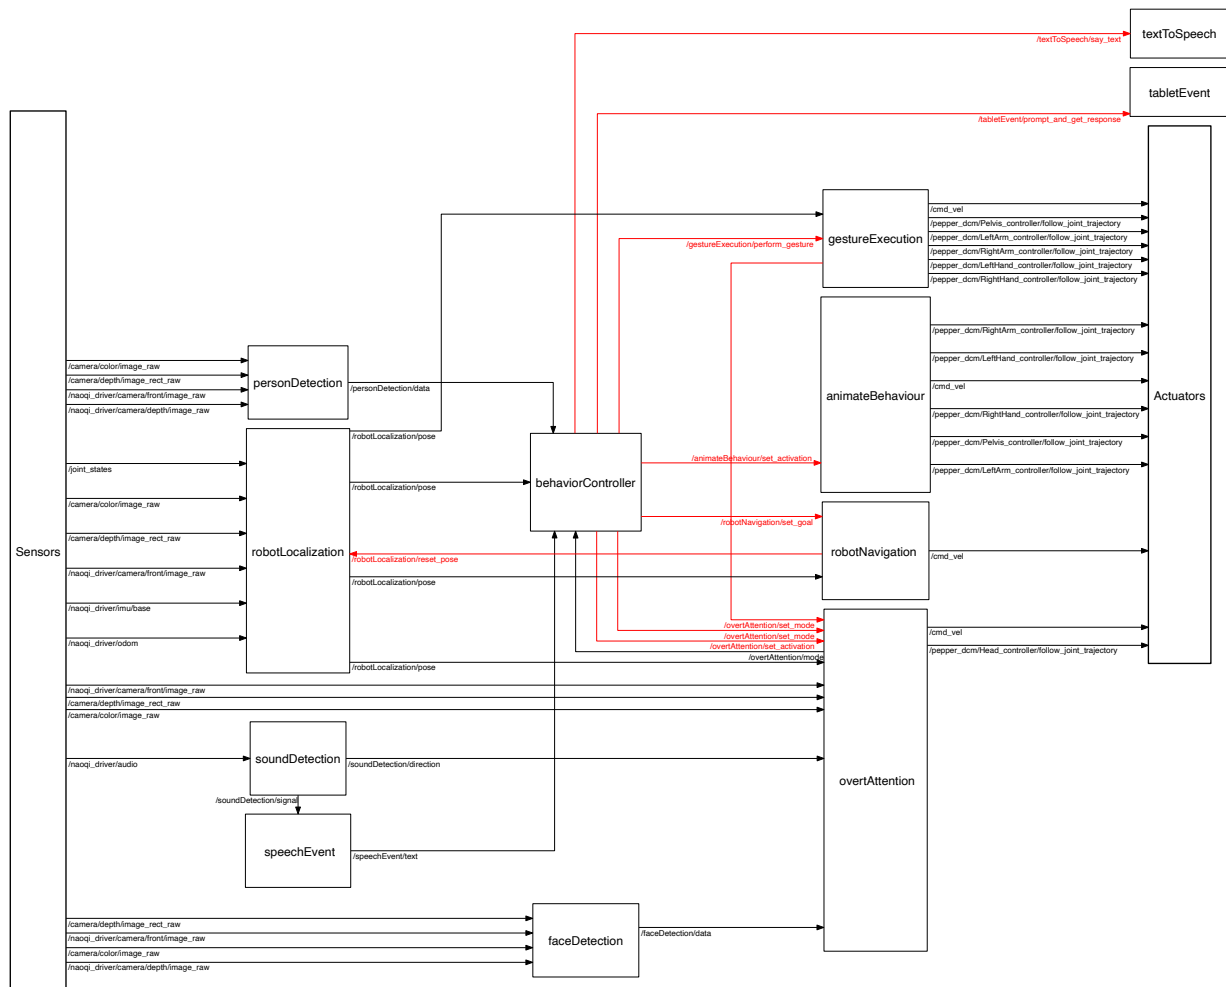 textToSpeech
/textToSpeech/say_text
tabletEvent
/tabletEvent/prompt_and_get_response
Sensors
Actuators
gestureExecution
/gestureExecution/perform_gesture
/cmd_vel
/pepper_dcm/Pelvis_controller/follow_joint_trajectory
/pepper_dcm/LeftArm_controller/follow_joint_trajectory
/pepper_dcm/RightArm_controller/follow_joint_trajectory
/pepper_dcm/LeftHand_controller/follow_joint_trajectory
/pepper_dcm/RightHand_controller/follow_joint_trajectory
animateBehaviour
/pepper_dcm/RightArm_controller/follow_joint_trajectory
/pepper_dcm/LeftHand_controller/follow_joint_trajectory
/cmd_vel
/pepper_dcm/RightHand_controller/follow_joint_trajectory
/pepper_dcm/Pelvis_controller/follow_joint_trajectory
/pepper_dcm/LeftArm_controller/follow_joint_trajectory
/camera/color/image_raw
/camera/depth/image_rect_raw
/naoqi_driver/camera/front/image_raw
/naoqi_driver/camera/depth/image_raw
personDetection
/personDetection/data
/robotLocalization/pose
/joint_states
/camera/color/image_raw
/camera/depth/image_rect_raw
/naoqi_driver/camera/front/image_raw
/naoqi_driver/imu/base
/naoqi_driver/odom
robotLocalization
/robotLocalization/pose
behaviorController
/animateBehaviour/set_activation
/robotNavigation/set_goal
robotNavigation
/cmd_vel
/robotLocalization/reset_pose
/robotLocalization/pose
/overtAttention/set_mode
/overtAttention/set_mode
/overtAttention/set_activation
/overtAttention/mode
/robotLocalization/pose
/cmd_vel
/pepper_dcm/Head_controller/follow_joint_trajectory
/naoqi_driver/camera/front/image_raw
/camera/depth/image_rect_raw
/camera/color/image_raw
/naoqi_driver/audio
soundDetection
/soundDetection/direction
overtAttention
/soundDetection/signal
speechEvent
/speechEvent/text
/camera/depth/image_rect_raw
/naoqi_driver/camera/front/image_raw
/camera/color/image_raw
/naoqi_driver/camera/depth/image_raw
faceDetection
/faceDetection/data